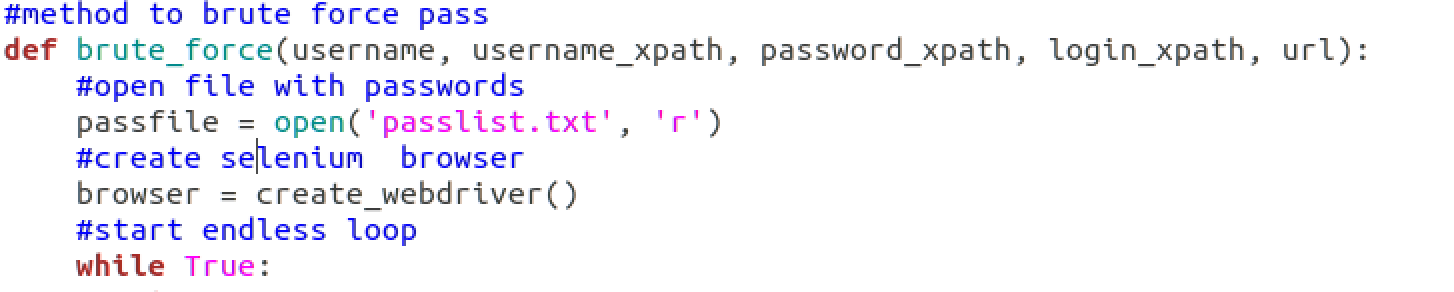 #method to brute force pass
def brute_force(username, username_xpath, password_xpath, login_xpath, url):
    #open file with passwords
    passfile = open('passlist.txt', 'r')
    #create selenium  browser
    browser = create_webdriver()
    #start endless loop
    while True: